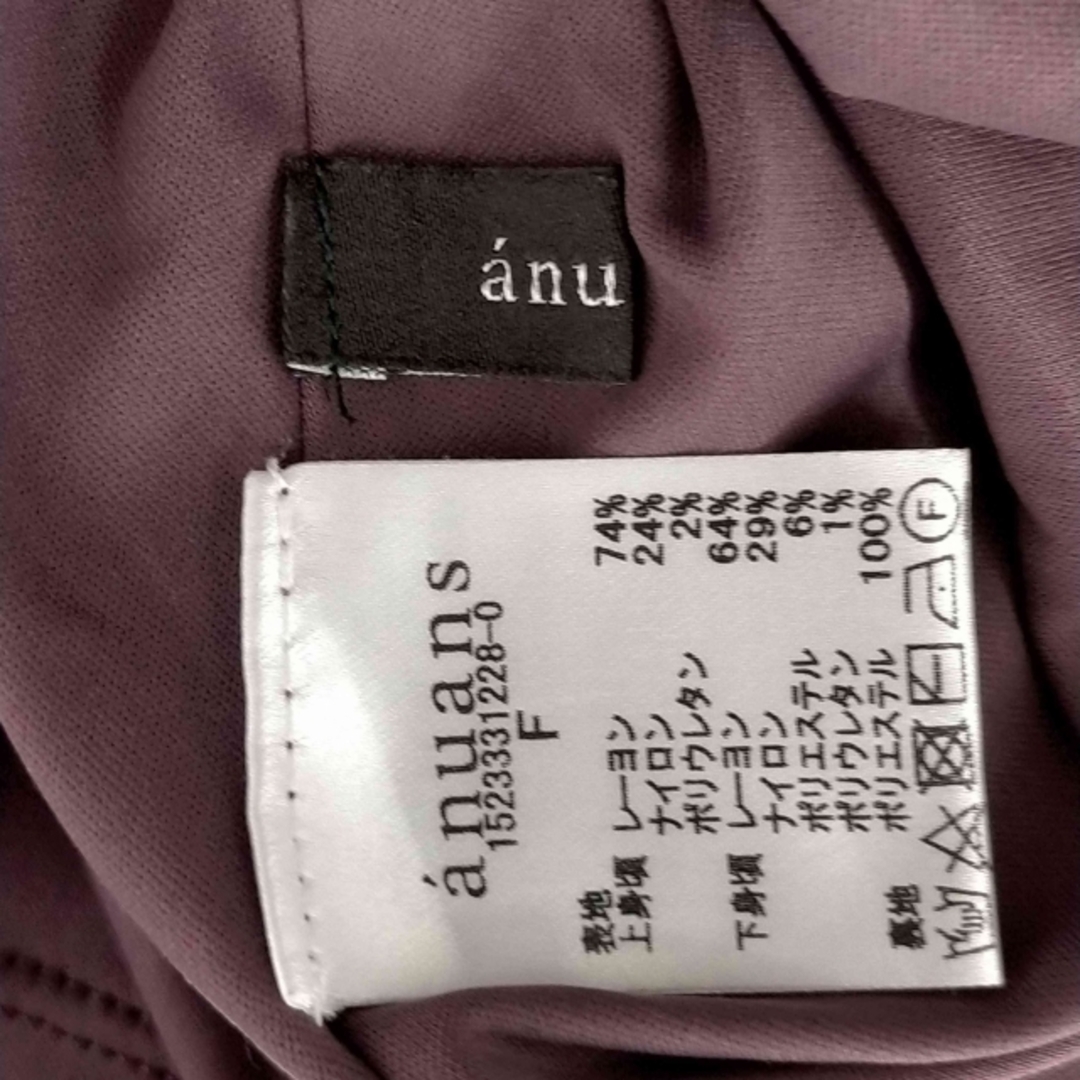 ánu
ánuans
152331228-0
F
表地
上身頃 レーヨン 74%
ナイロン 24%
ポリウレタン 2%
下身頃 レーヨン 64%
ナイロン 29%
ポリエステル 6%
ポリウレタン 1%
裏地 ポリエステル 100%
F